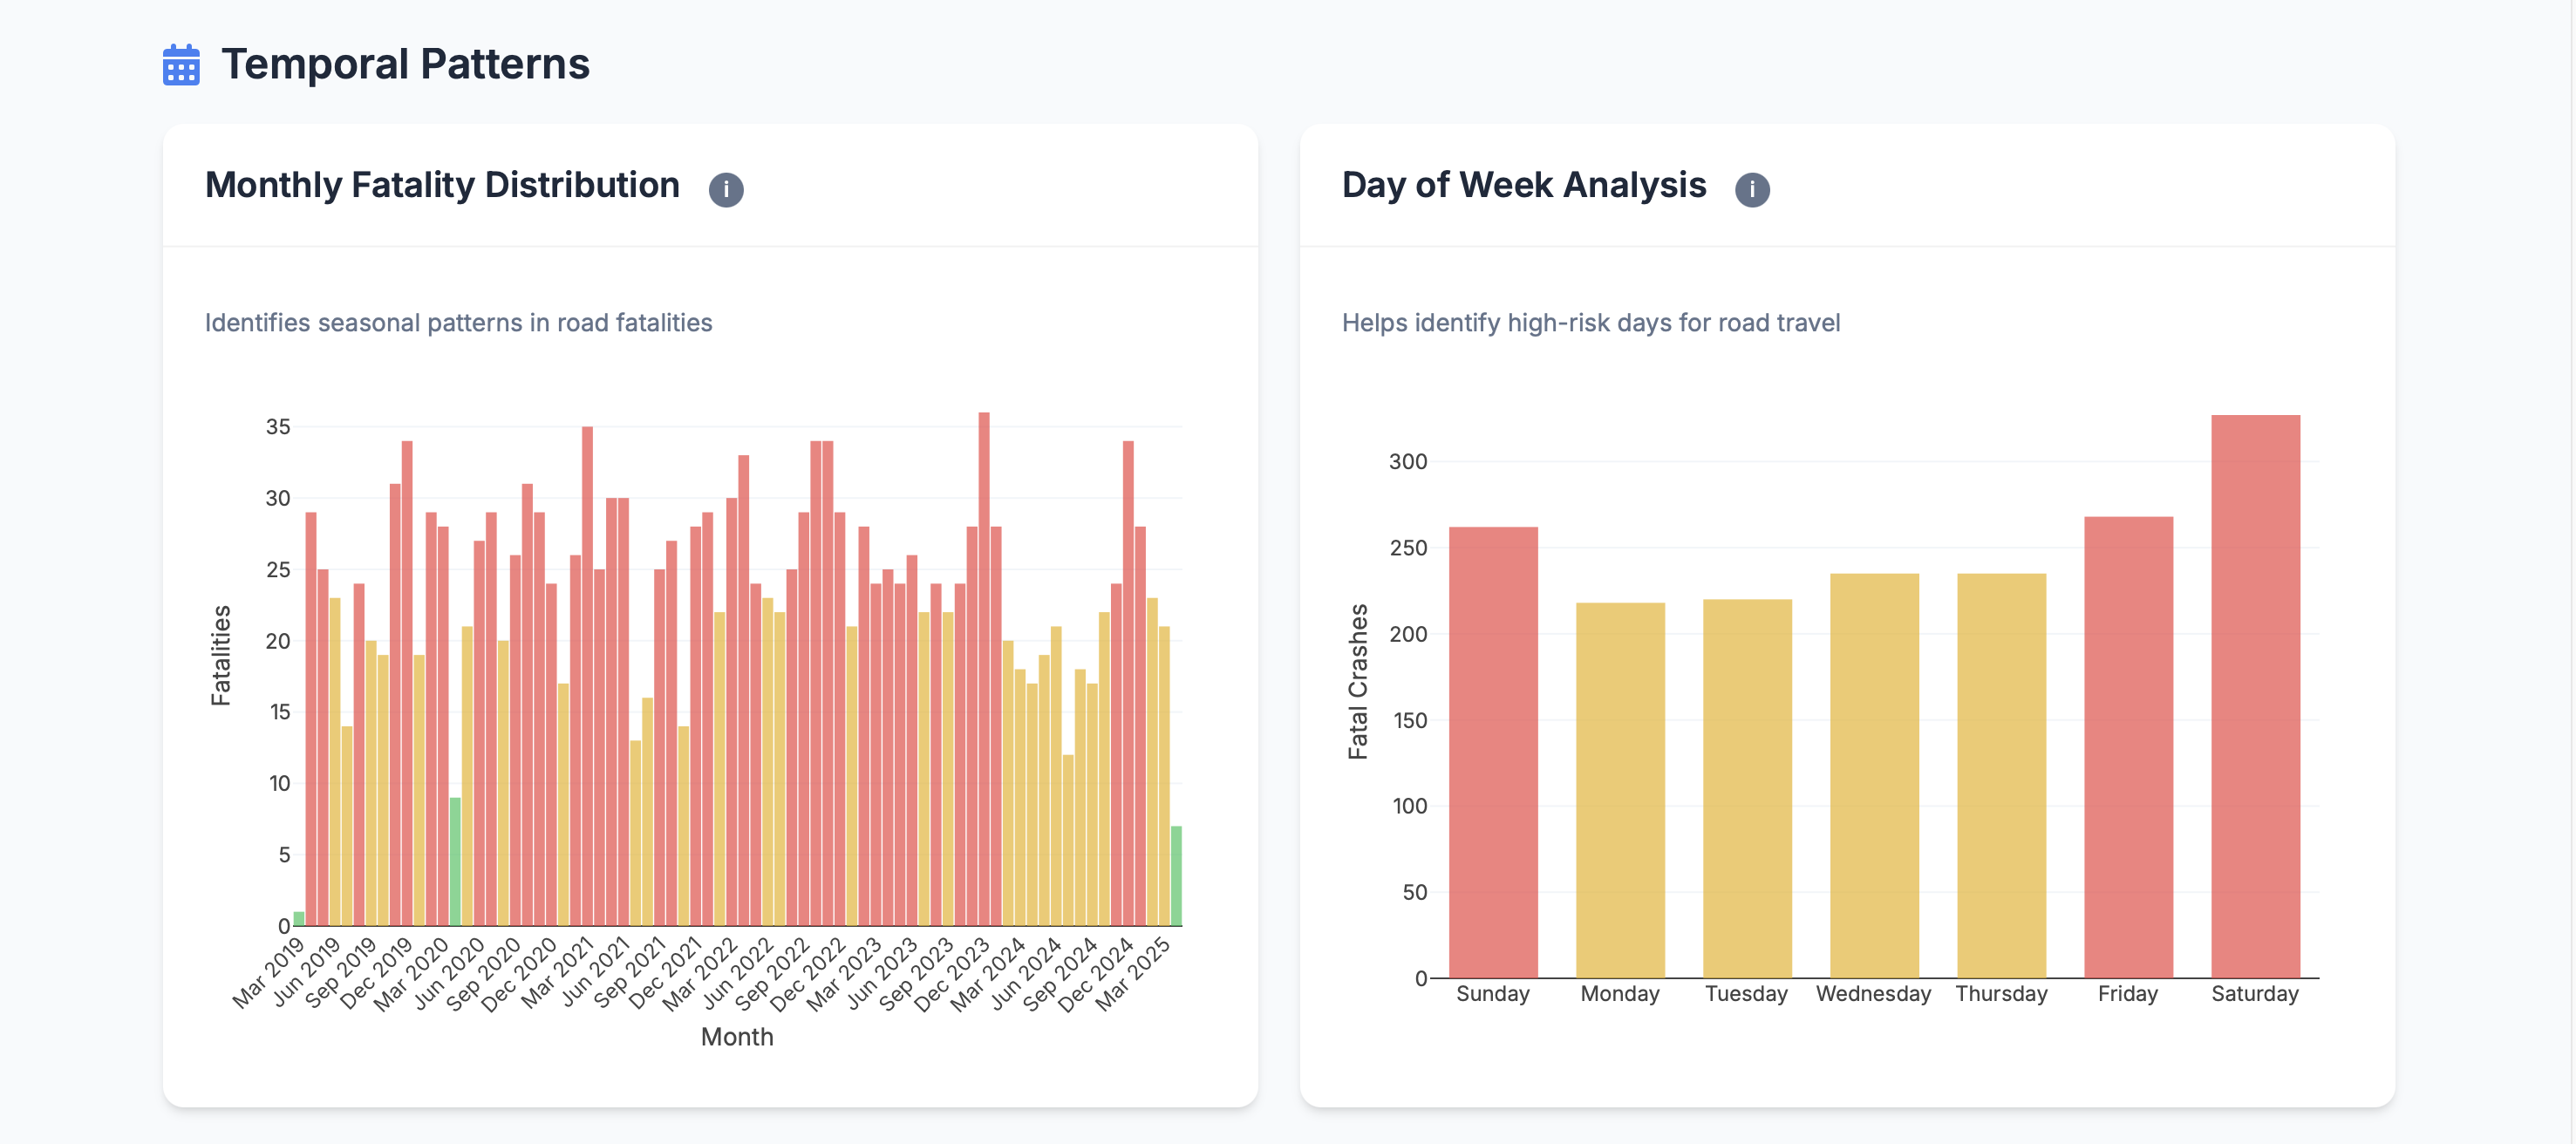 Temporal Patterns
Monthly Fatality Distribution i
Identifies seasonal patterns in road fatalities
35
30
25
20
15
10
5
0
Fatalities
Mar 2019
Jun 2019
Sep 2019
Dec 2019
Mar 2020
Jun 2020
Sep 2020
Dec 2020
Mar 2021
Jun 2021
Sep 2021
Dec 2021
Mar 2022
Jun 2022
Sep 2022
Dec 2022
Mar 2023
Jun 2023
Sep 2023
Dec 2023
Mar 2024
Jun 2024
Sep 2024
Dec 2024
Mar 2025
Month
Day of Week Analysis i
Helps identify high-risk days for road travel
300
250
200
150
100
50
0
Fatal Crashes
Sunday Monday Tuesday Wednesday Thursday Friday Saturday